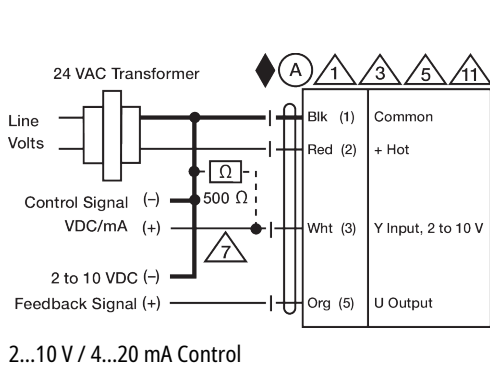 24 VAC Transformer
A 1 3 5 11
Line
Volts
Blk (1) Common
Red (2) + Hot
Ω
500 Ω
Control Signal (–)
VDC/mA (+)
Wht (3) Y Input, 2 to 10 V
7
2 to 10 VDC (–)
Feedback Signal (+)
Org (5) U Output
2...10 V / 4...20 mA Control